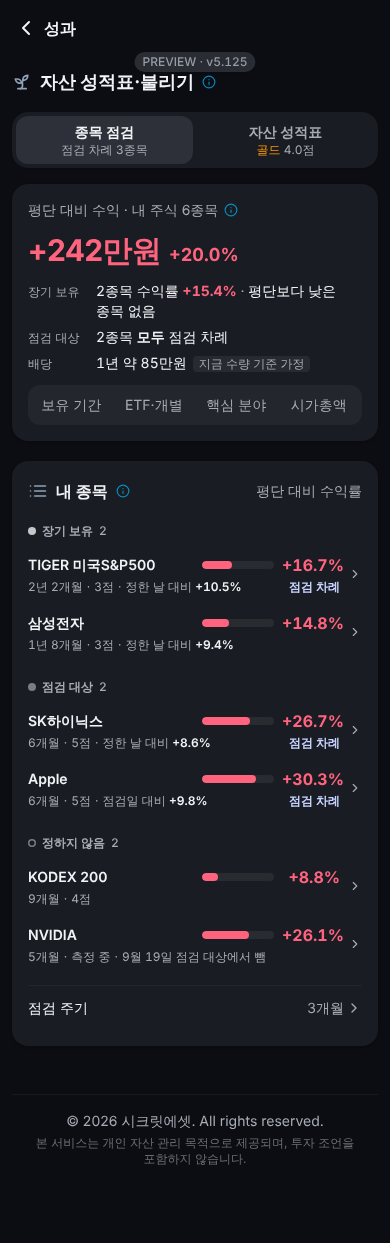 성과
PREVIEW · v5.125
자산 성적표·불리기
종목 점검
점검 차례 3종목
자산 성적표
골드 4.0점
평단 대비 수익 · 내 주식 6종목
+242만원 +20.0%
장기 보유 2종목 수익률 +15.4% · 평단보다 낮은
종목 없음
점검 대상 2종목 모두 점검 차례
배당 1년 약 85만원 지금 수량 기준 가정
보유 기간 ETF·개별 핵심 분야 시가총액
내 종목 평단 대비 수익률
장기 보유 2
TIGER 미국S&P500 +16.7%
2년 2개월 · 3점 · 정한 날 대비 +10.5% 점검 차례
삼성전자 +14.8%
1년 8개월 · 3점 · 정한 날 대비 +9.4%
점검 대상 2
SK하이닉스 +26.7%
6개월 · 5점 · 정한 날 대비 +8.6% 점검 차례
Apple +30.3%
6개월 · 5점 · 점검일 대비 +9.8% 점검 차례
정하지 않음 2
KODEX 200 +8.8%
9개월 · 4점
NVIDIA +26.1%
5개월 · 측정 중 · 9월 19일 점검 대상에서 뺌
점검 주기 3개월
© 2026 시크릿에셋. All rights reserved.
본 서비스는 개인 자산 관리 목적으로 제공되며, 투자 조언을
포함하지 않습니다.